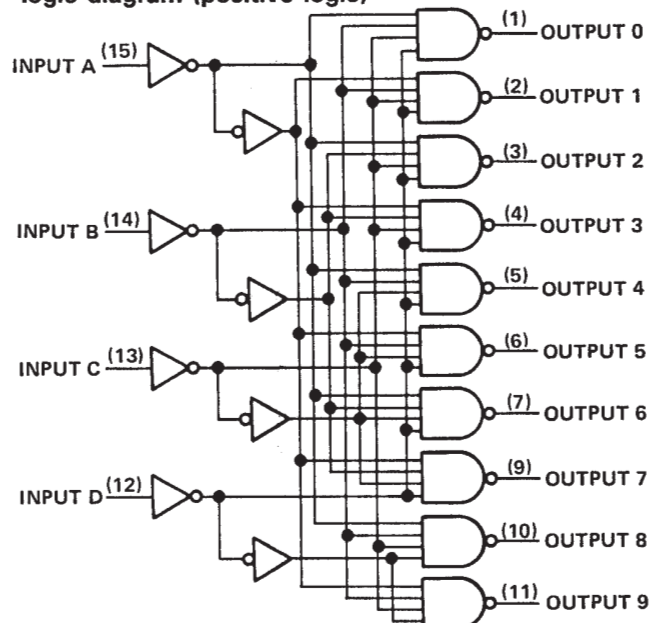 logic diagram (positive logic)
(1) OUTPUT 0
INPUT A (15)
(2) OUTPUT 1
(3) OUTPUT 2
INPUT B (14)
(4) OUTPUT 3
(5) OUTPUT 4
INPUT C (13)
(6) OUTPUT 5
(7) OUTPUT 6
INPUT D (12)
(9) OUTPUT 7
(10) OUTPUT 8
(11) OUTPUT 9